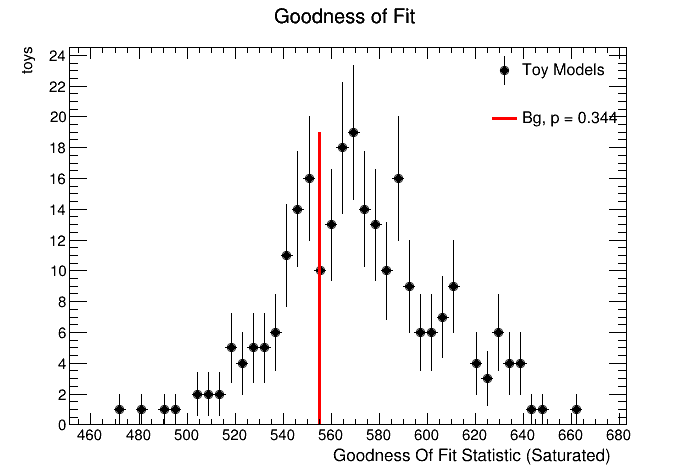 Goodness of Fit
toys
24
22
20
18
16
14
12
10
8
6
4
2
0
Toy Models
Bg, p = 0.344
460 480 500 520 540 560 580 600 620 640 660 680
Goodness Of Fit Statistic (Saturated)